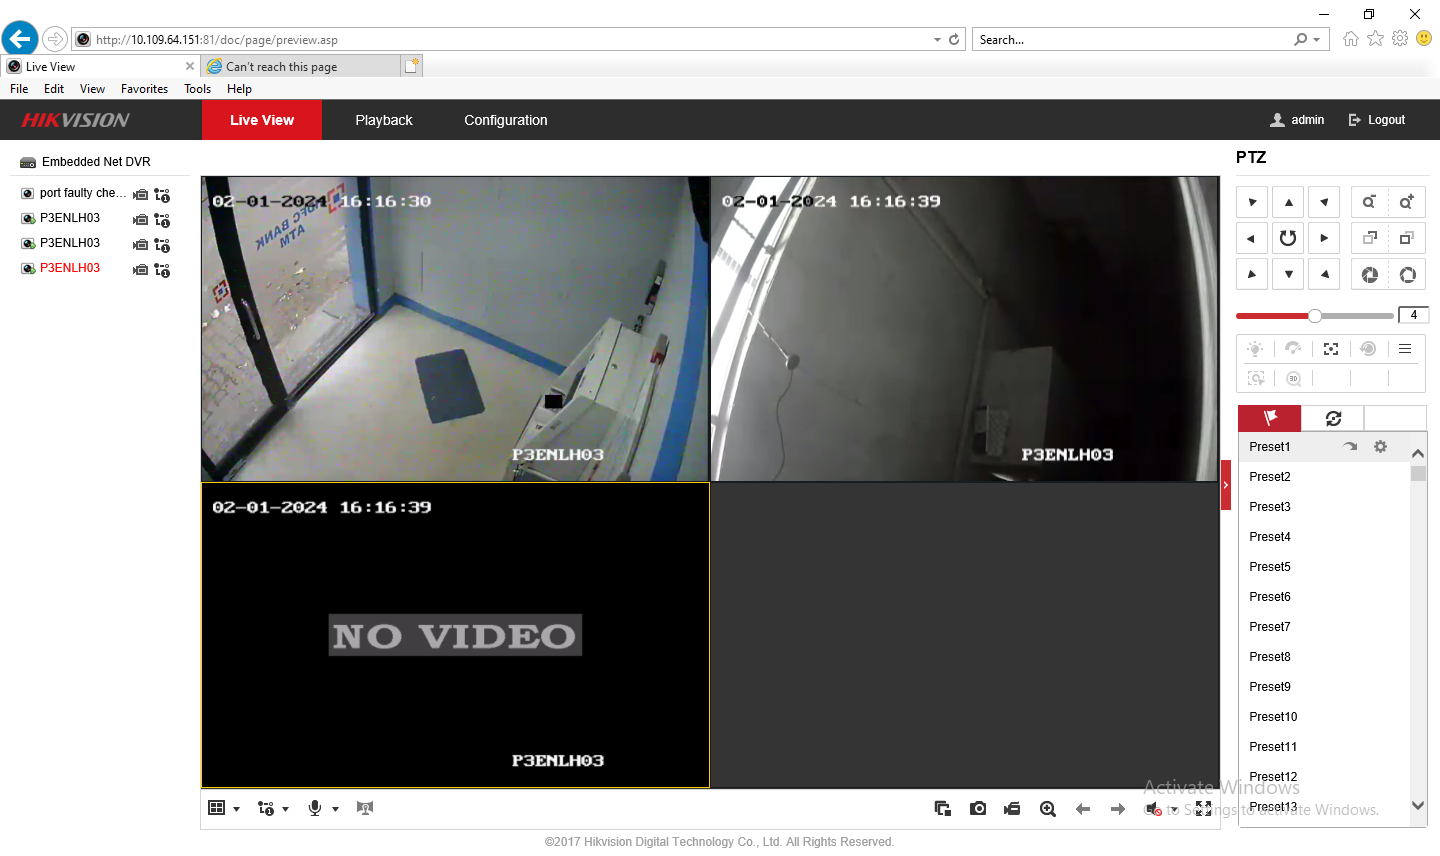 http://10.109.64.151:81/doc/page/preview.asp
Search...
Live View
Can't reach this page
File Edit View Favorites Tools Help
HIKVISION
Live View Playback Configuration
admin Logout
Embedded Net DVR
port faulty che...
P3ENLH03
P3ENLH03
P3ENLH03
02-01-2024 16:16:30
HDFC BANK
ATM
P3ENLH03
02-01-2024 16:16:39
P3ENLH03
02-01-2024 16:16:39
NO VIDEO
P3ENLH03
PTZ
4
3D
Preset1
Preset2
Preset3
Preset4
Preset5
Preset6
Preset7
Preset8
Preset9
Preset10
Preset11
Preset12
Preset13
Activate Windows
Go to Settings to activate Windows.
©2017 Hikvision Digital Technology Co., Ltd. All Rights Reserved.